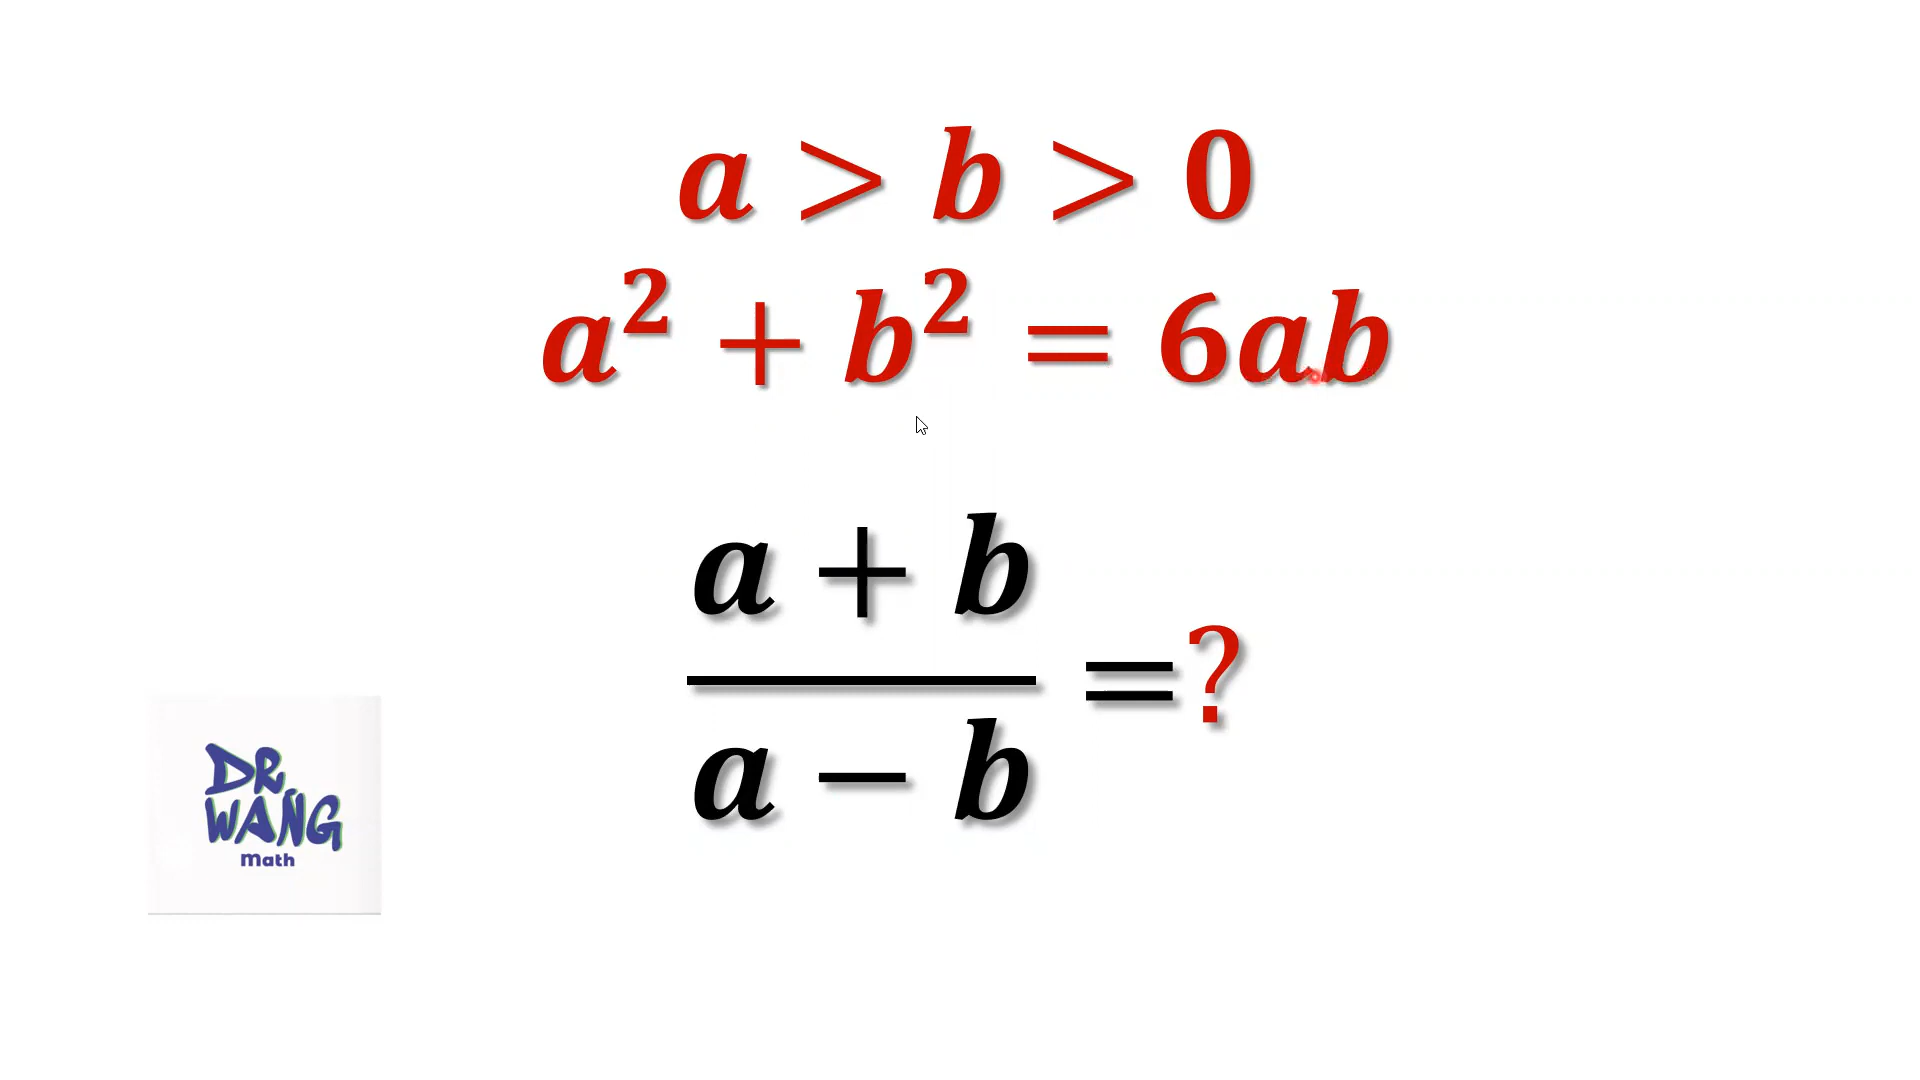 a > b > 0
a² + b² = 6ab
a + b
=?
a − b
DR.
WANG
Math